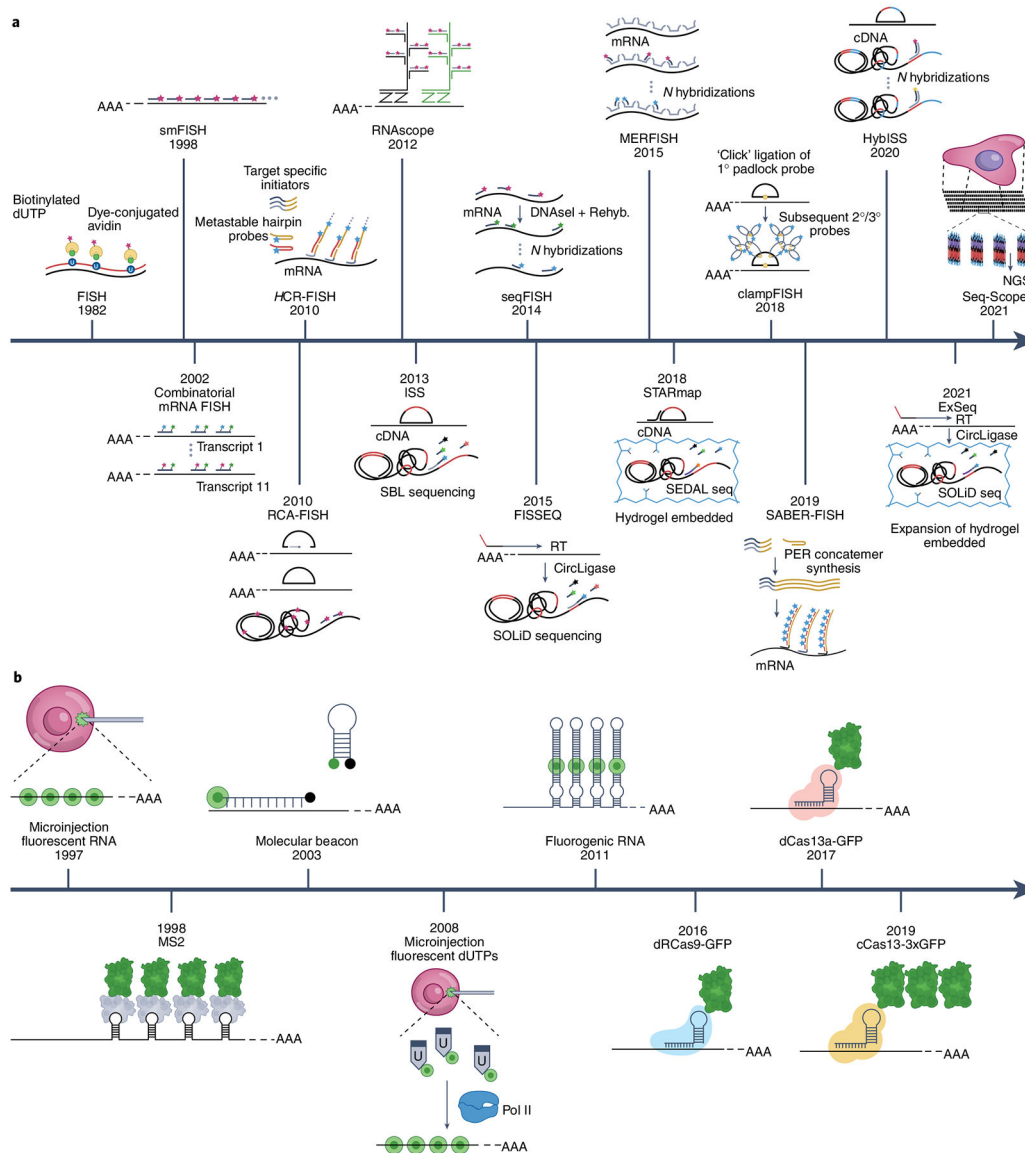 a
AAA
smFISH
1998
Biotinylated
dUTP
Dye-conjugated
avidin
U
U
U
FISH
1982
AAA
RNAscope
2012
Target specific
initiators
Metastable hairpin
probes
mRNA
HCR-FISH
2010
mRNA
DNAseI + Rehyb.
N hybridizations
seqFISH
2014
mRNA
N hybridizations
MERFISH
2015
'Click' ligation of
1° padlock probe
AAA
Subsequent 2°/3°
probes
AAA
clampFISH
2018
cDNA
N hybridizations
HybISS
2020
NGS
Seq-Scope
2021
2002
Combinatorial
mRNA FISH
AAA
Transcript 1
AAA
Transcript 11
2010
RCA-FISH
AAA
AAA
2013
ISS
cDNA
SBL sequencing
2015
FISSEQ
RT
AAA
CircLigase
SOLiD sequencing
2018
STARmap
cDNA
SEDAL seq
Hydrogel embedded
2019
SABER-FISH
PER concatemer
synthesis
mRNA
2021
ExSeq
RT
AAA
CircLigase
SOLiD seq
Expansion of hydrogel
embedded
b
AAA
Microinjection
fluorescent RNA
1997
AAA
Molecular beacon
2003
AAA
Fluorogenic RNA
2011
AAA
dCas13a-GFP
2017
1998
MS2
AAA
2008
Microinjection
fluorescent dUTPs
U
U
U
Pol II
AAA
2016
dRCas9-GFP
AAA
2019
cCas13-3xGFP
AAA